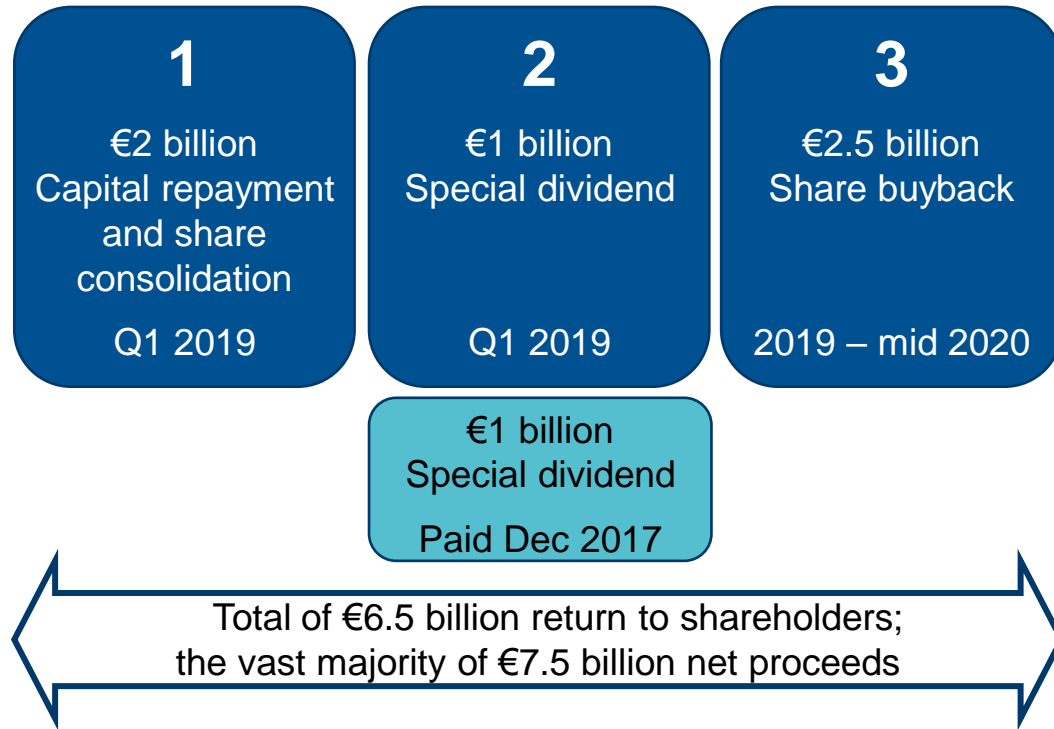 1
€2 billion
Capital repayment
and share
consolidation
Q1 2019
2
€1 billion
Special dividend
Q1 2019
3
€2.5 billion
Share buyback
2019 – mid 2020
€1 billion
Special dividend
Paid Dec 2017
Total of €6.5 billion return to shareholders;
the vast majority of €7.5 billion net proceeds